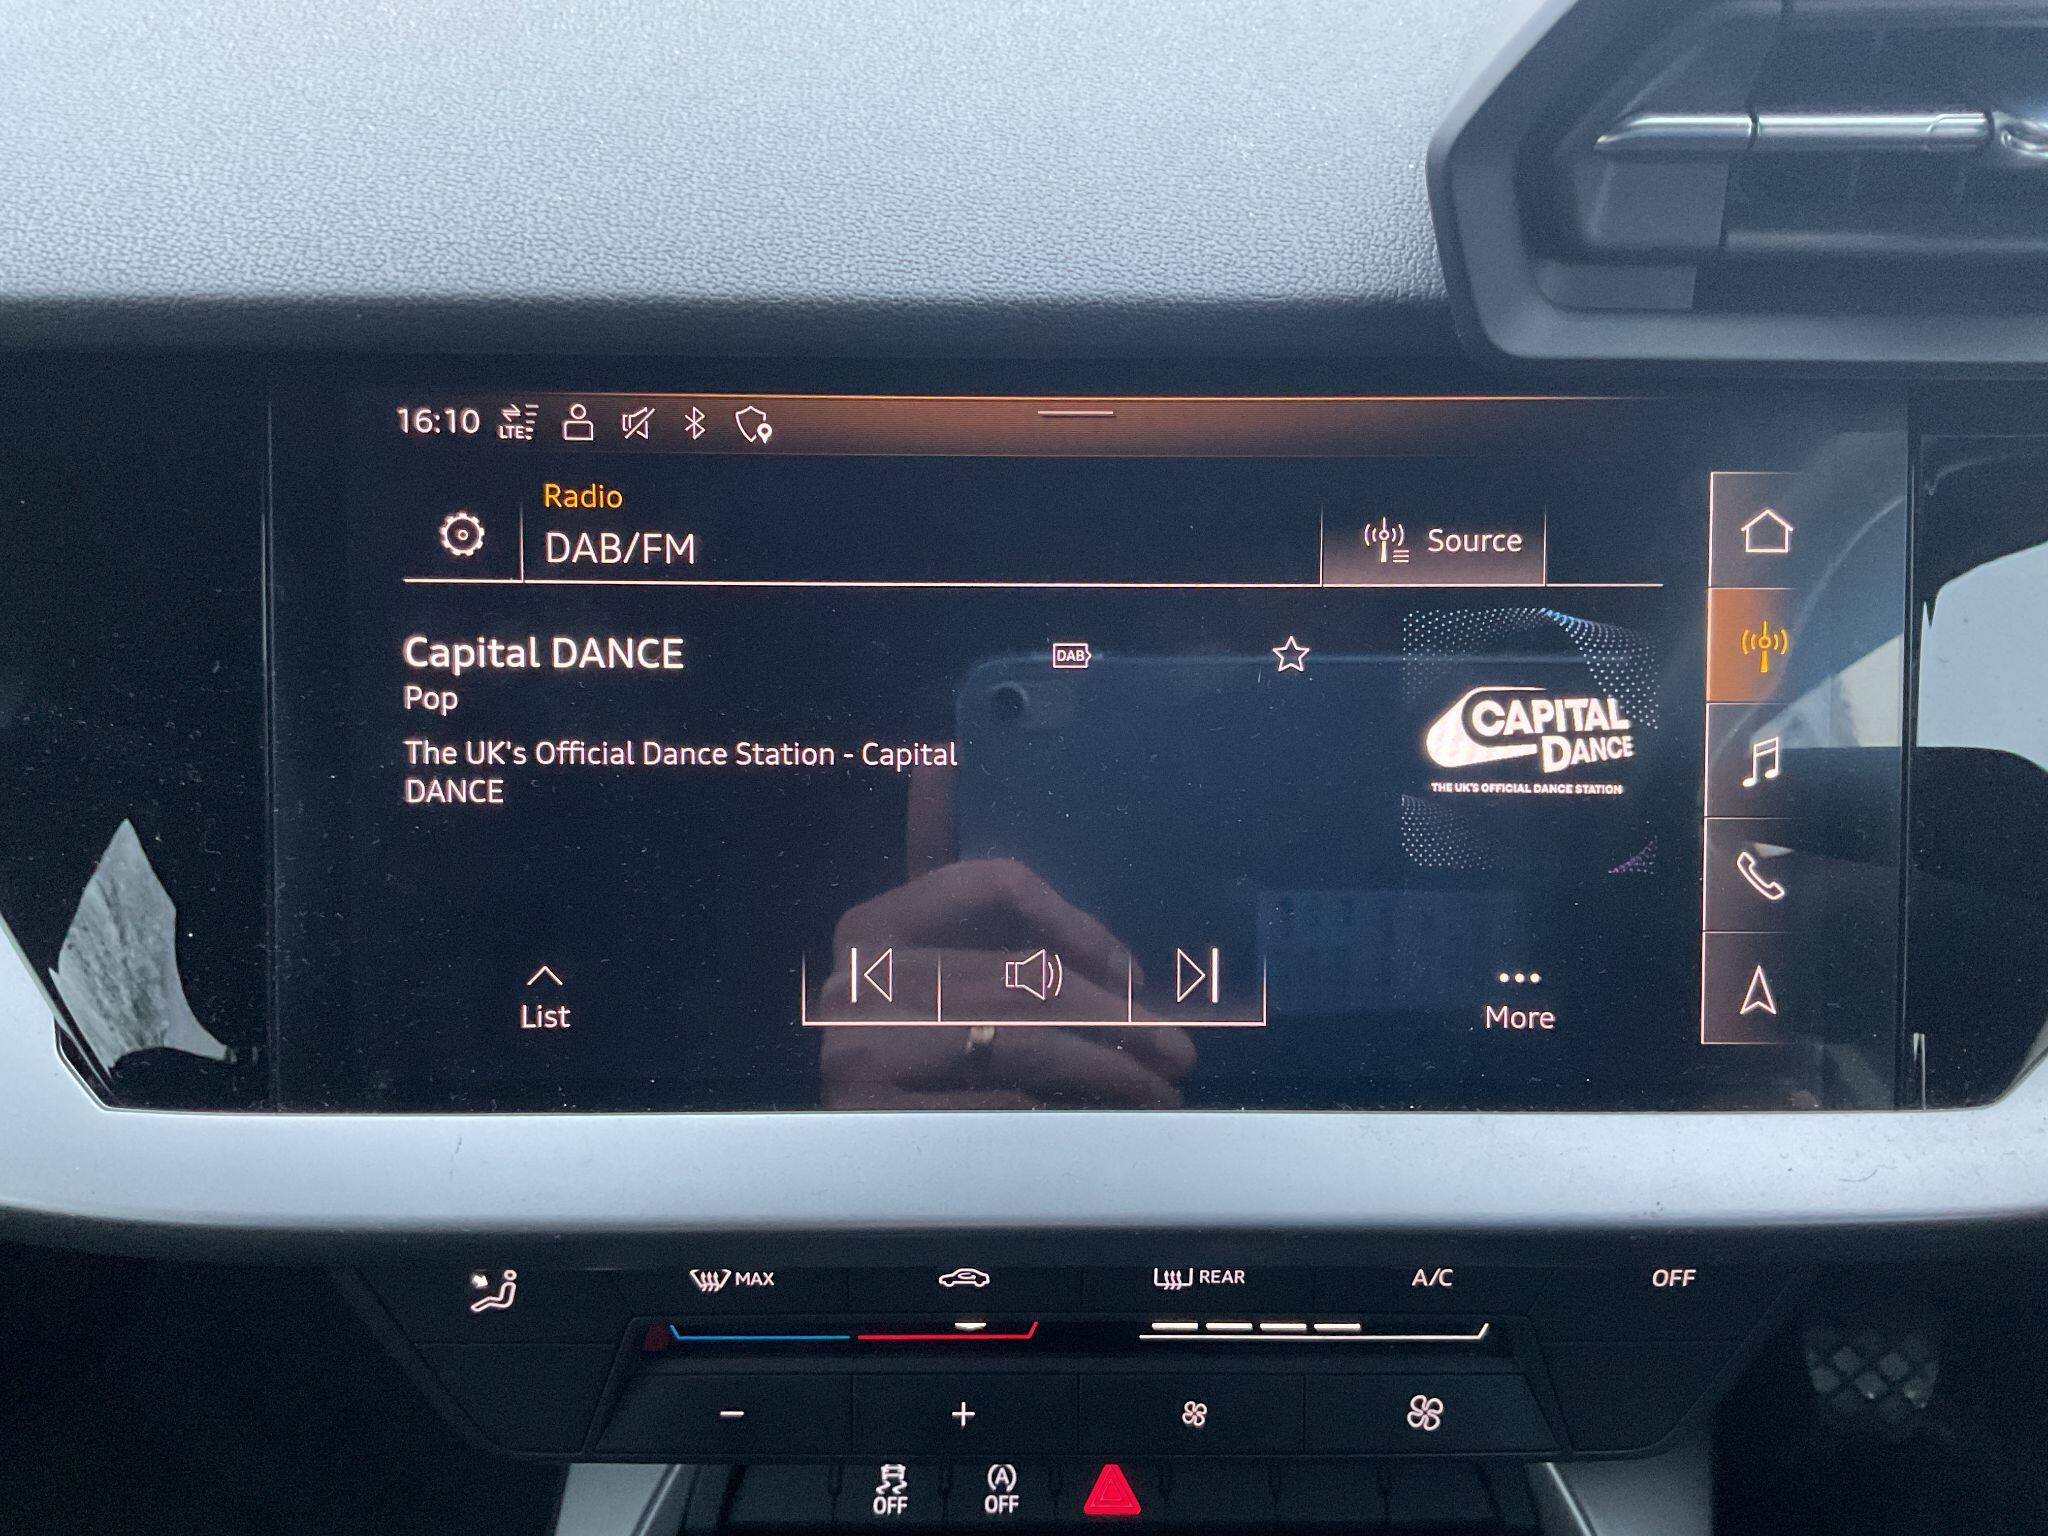 16:10 LTE
Radio
DAB/FM
Source
Capital DANCE
DAB
Pop
The UK's Official Dance Station - Capital
DANCE
CAPITAL
DANCE
THE UK'S OFFICIAL DANCE STATION
List
More
MAX
REAR
A/C
OFF
− +
OFF
A
OFF